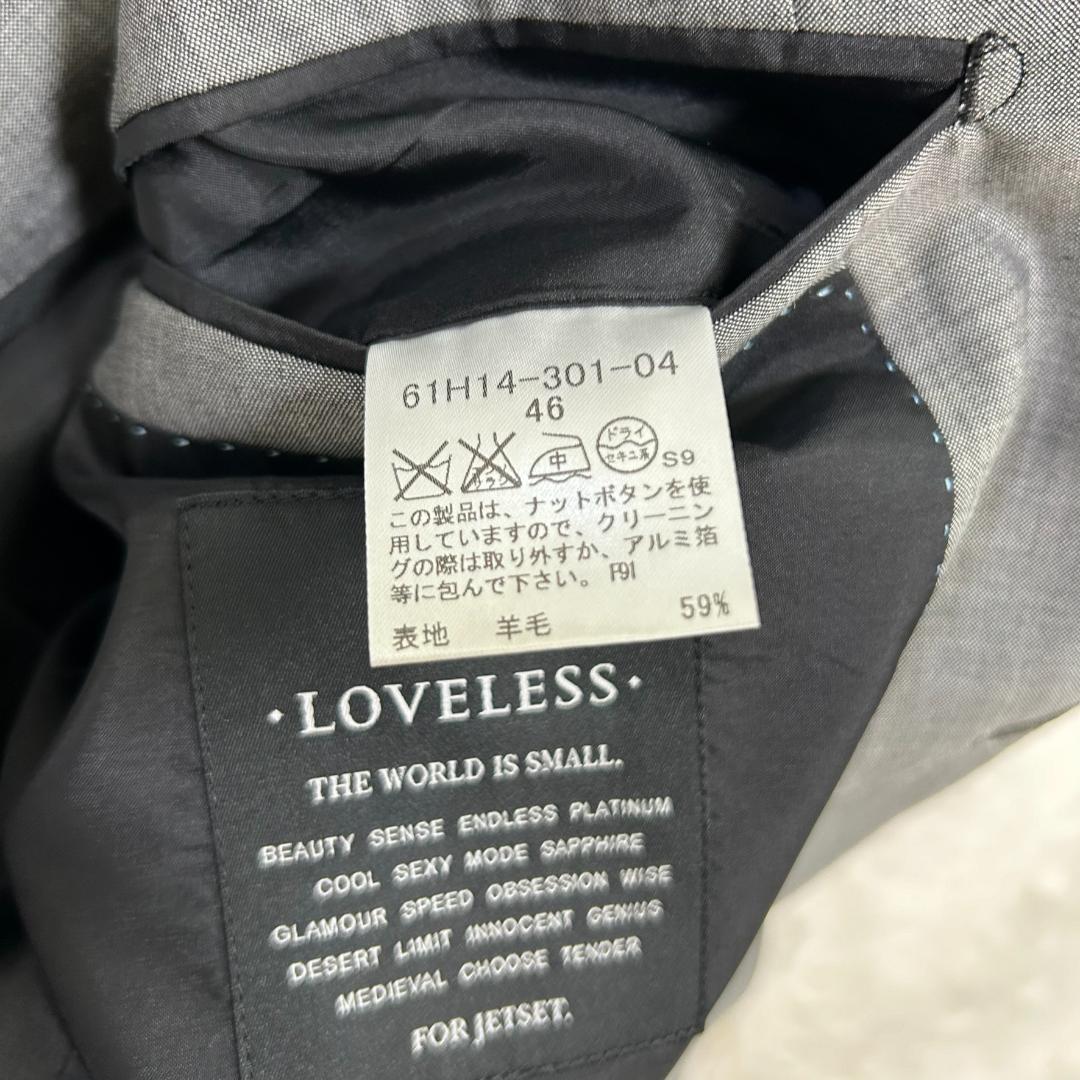 61H14-301-04
46
中
ドライ
セキユ系
S9
この製品は、ナットボタンを使
用していますので、クリーニン
グの際は取り外すか、アルミ箔
等に包んで下さい。 F91
表地 羊毛 59%
·LOVELESS·
THE WORLD IS SMALL.
BEAUTY SENSE ENDLESS PLATINUM
COOL SEXY MODE SAPPHIRE
GLAMOUR SPEED OBSESSION WISE
DESERT LIMIT INNOCENT GENIUS
MEDIEVAL CHOOSE TENDER
FOR JETSET.